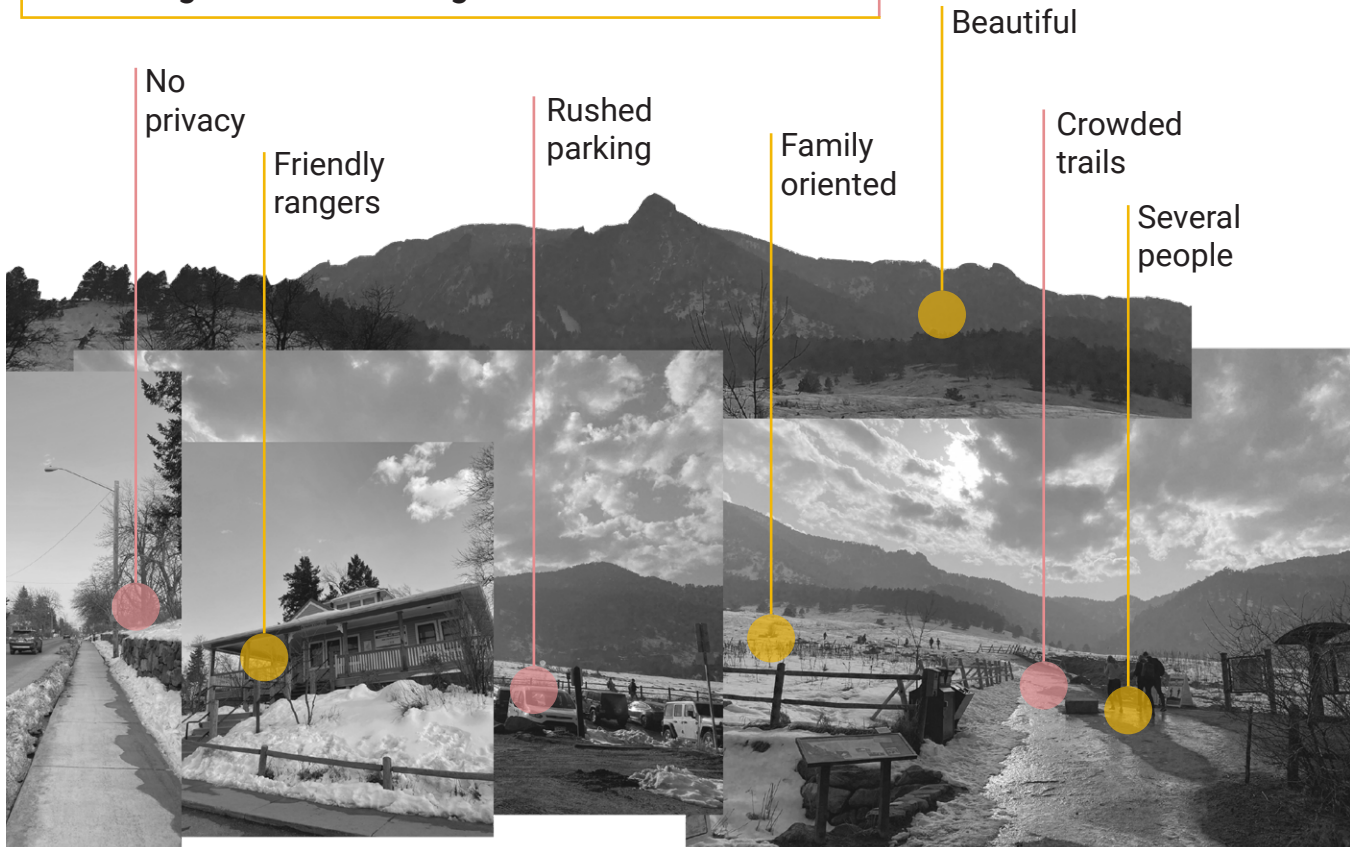 Beautiful
No
privacy
Rushed
parking
Crowded
trails
Family
oriented
Friendly
rangers
Several
people